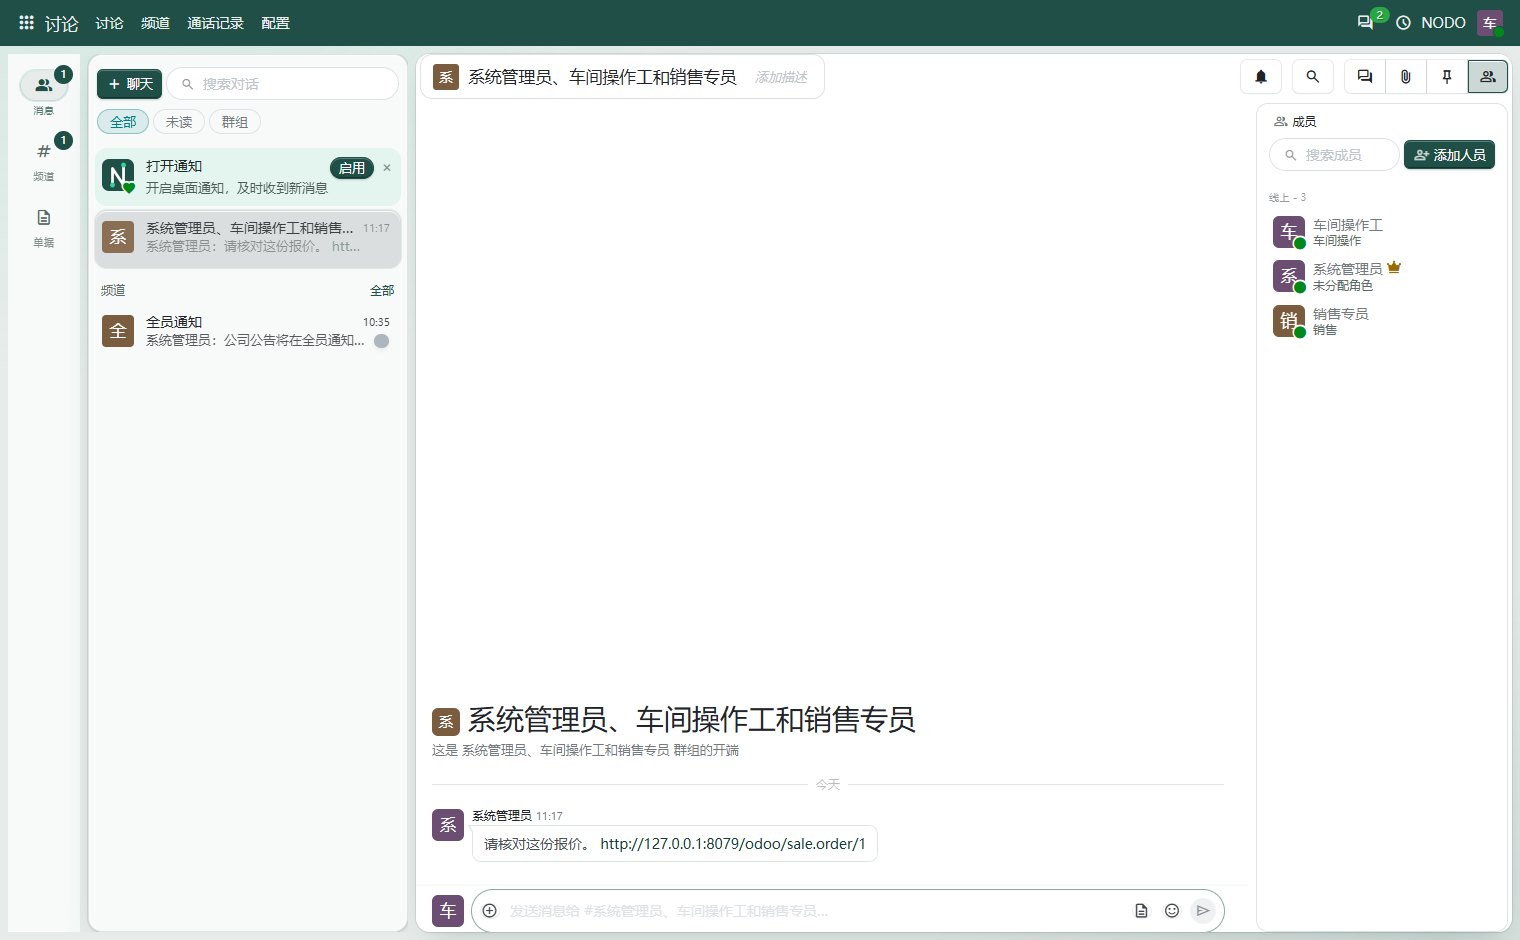 讨论 讨论 频道 通话记录 配置 2 NODO 车
1
消息
1
频道
单据
聊天 搜索对话
全部 未读 群组
打开通知 启用 ×
开启桌面通知，及时收到新消息
系 系统管理员、车间操作工和销售... 11:17
系统管理员：请核对这份报价。 htt...
频道 全部
全 全员通知 10:35
系统管理员：公司公告将在全员通知...
系 系统管理员、车间操作工和销售专员 添加描述
系 系统管理员、车间操作工和销售专员
这是 系统管理员、车间操作工和销售专员 群组的开端
今天
系 系统管理员 11:17
请核对这份报价。 http://127.0.0.1:8079/odoo/sale.order/1
车 发送消息给 #系统管理员、车间操作工和销售专员...
成员
搜索成员 添加人员
线上 - 3
车 车间操作工
车间操作
系 系统管理员
未分配角色
销 销售专员
销售